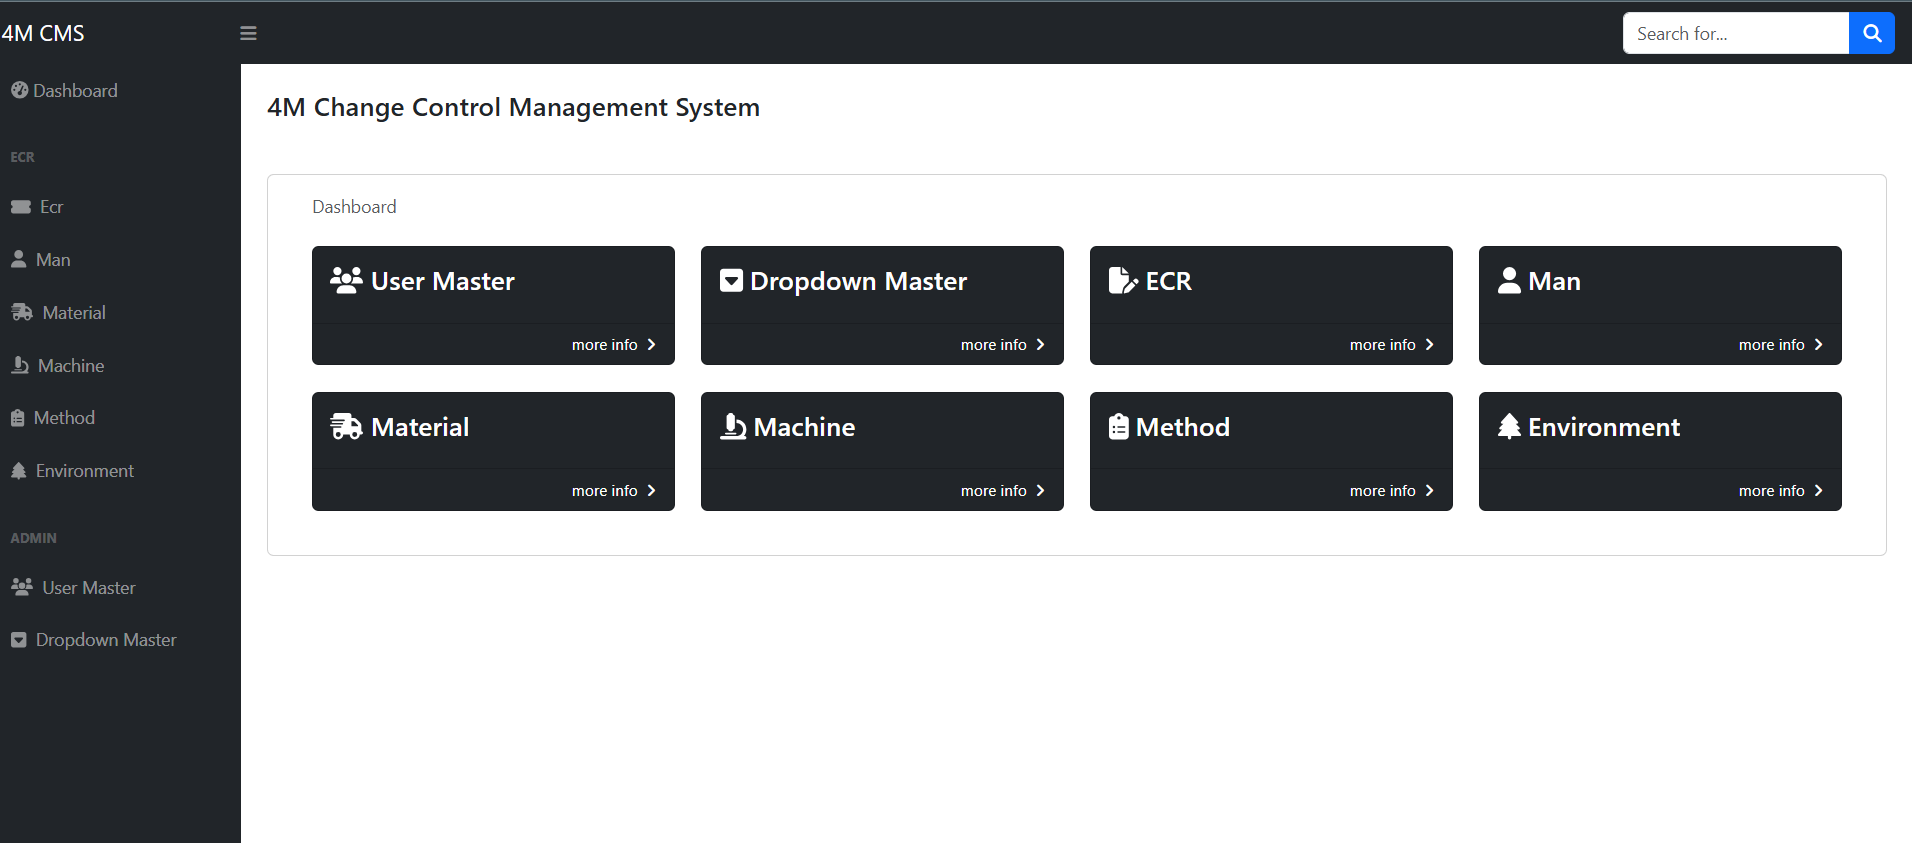 4M CMS
Search for...
Dashboard
ECR
Ecr
Man
Material
Machine
Method
Environment
ADMIN
User Master
Dropdown Master
4M Change Control Management System
Dashboard
User Master
more info
Dropdown Master
more info
ECR
more info
Man
more info
Material
more info
Machine
more info
Method
more info
Environment
more info